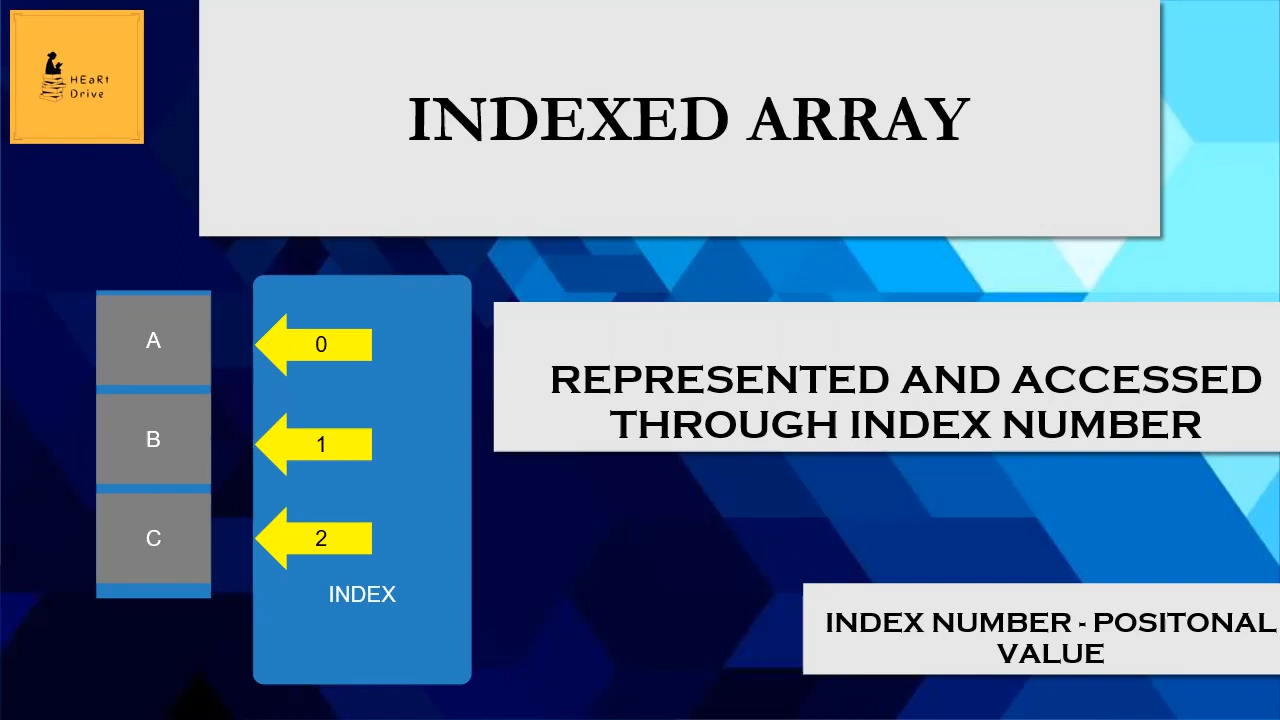 HEaRt
Drive
INDEXED ARRAY
A
B
C
0
1
2
INDEX
REPRESENTED AND ACCESSED
THROUGH INDEX NUMBER
INDEX NUMBER - POSITONAL
VALUE